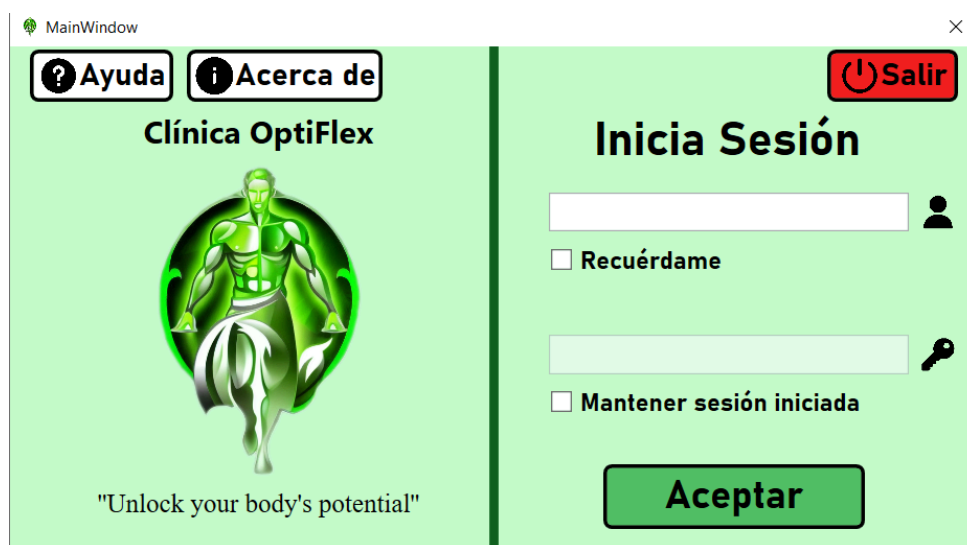 MainWindow
Ayuda
Acerca de
Clínica OptiFlex
"Unlock your body's potential"
Salir
Inicia Sesión
Recuérdame
Mantener sesión iniciada
Aceptar